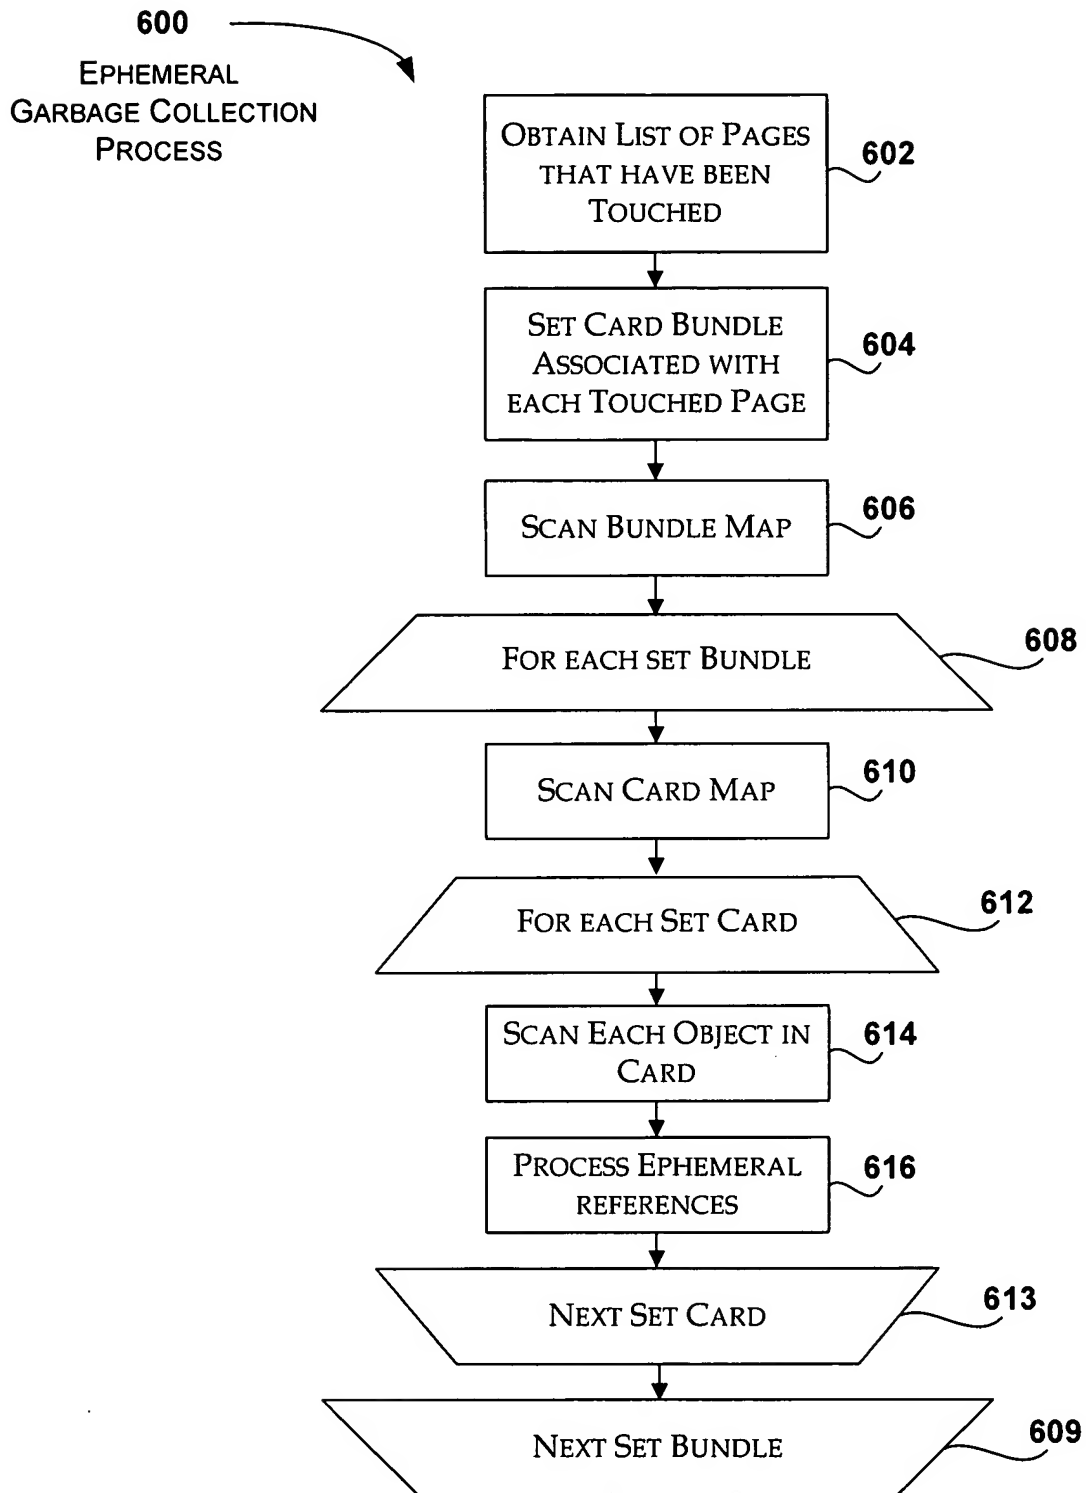 600
EPHEMERAL
GARBAGE COLLECTION
PROCESS
OBTAIN LIST OF PAGES
THAT HAVE BEEN
TOUCHED
602
SET CARD BUNDLE
ASSOCIATED WITH
EACH TOUCHED PAGE
604
SCAN BUNDLE MAP
606
FOR EACH SET BUNDLE
608
SCAN CARD MAP
610
FOR EACH SET CARD
612
SCAN EACH OBJECT IN
CARD
614
PROCESS EPHEMERAL
REFERENCES
616
NEXT SET CARD
613
NEXT SET BUNDLE
609